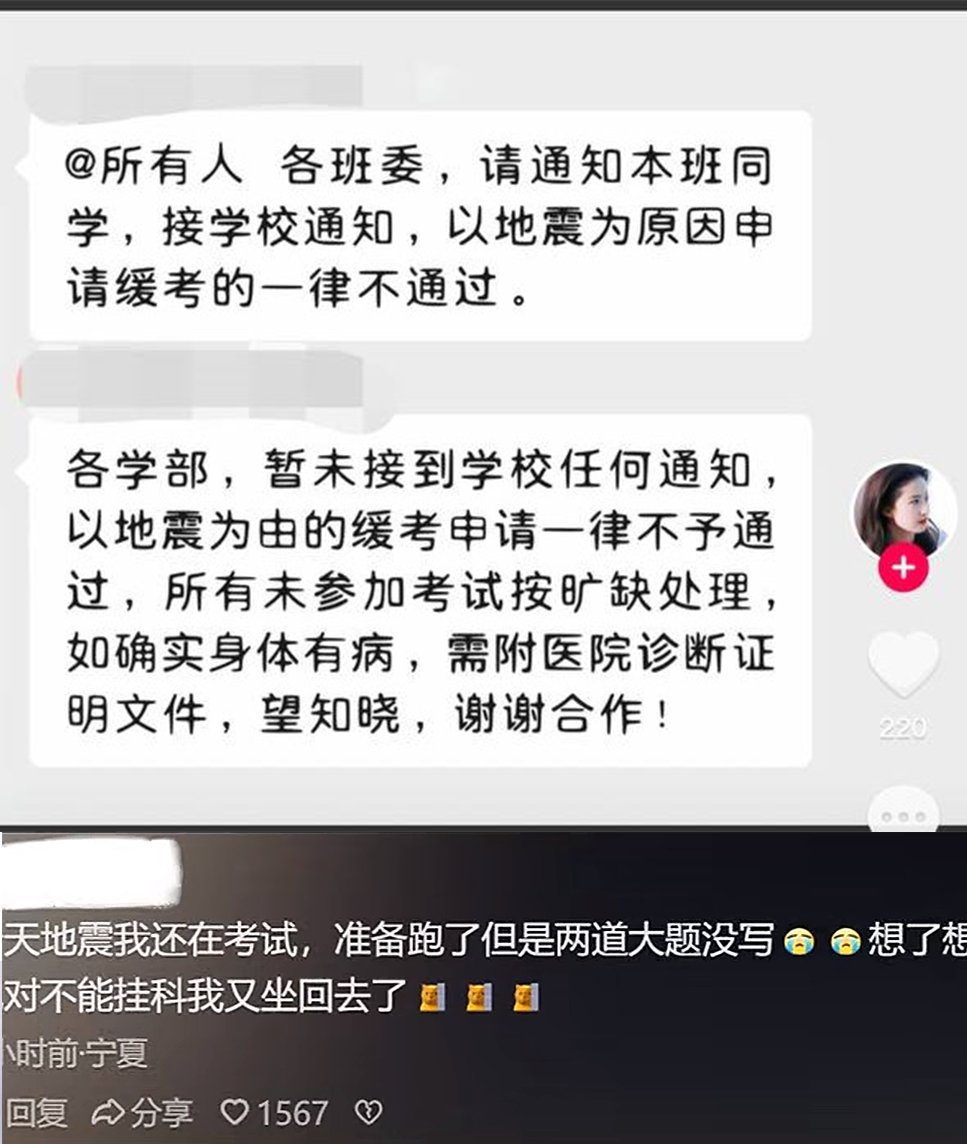 @所有人 各班委，请通知本班同
学，接学校通知，以地震为原因申
请缓考的一律不通过。
各学部，暂未接到学校任何通知，
以地震为由的缓考申请一律不予通
过，所有未参加考试按旷缺处理，
如确实身体有病，需附医院诊断证
明文件，望知晓，谢谢合作！
220
天地震我还在考试，准备跑了但是两道大题没写😭😭想了想
对不能挂科我又坐回去了
小时前·宁夏
回复 分享 1567